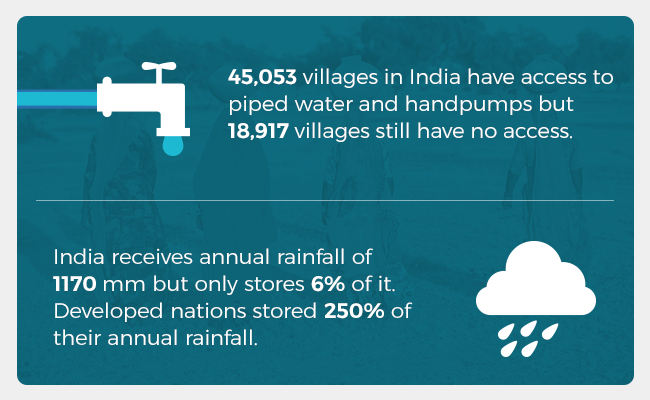 45,053 villages in India have access to
piped water and handpumps but
18,917 villages still have no access.
India receives annual rainfall of
1170 mm but only stores 6% of it.
Developed nations stored 250% of
their annual rainfall.